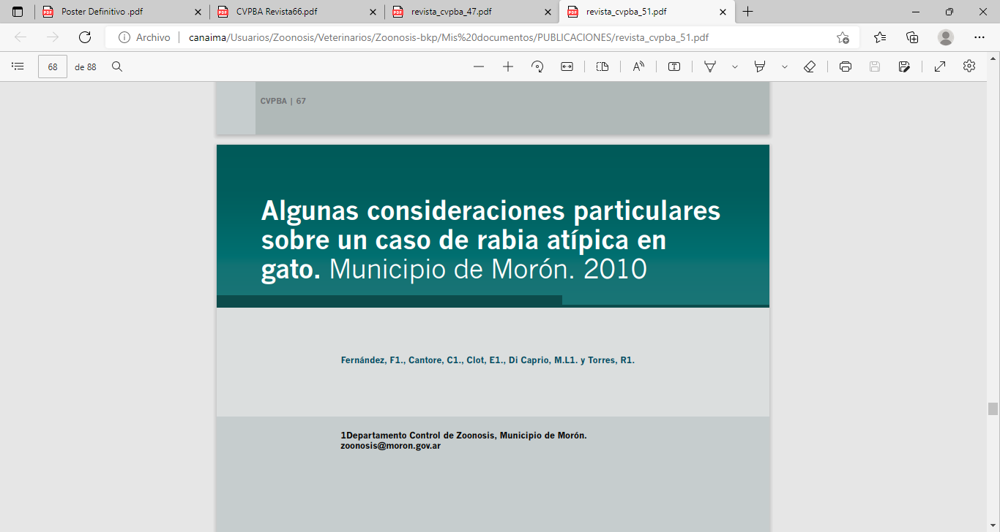 Poster Definitivo .pdf
CVPBA Revista66.pdf
revista_cvpba_47.pdf
revista_cvpba_51.pdf
Archivo
canaima/Usuarios/Zoonosis/Veterinarios/Zoonosis-bkp/Mis%20documentos/PUBLICACIONES/revista_cvpba_51.pdf
68 de 88
CVPBA | 67
Algunas consideraciones particulares
sobre un caso de rabia atípica en
gato. Municipio de Morón. 2010
Fernández, F1., Cantore, C1., Clot, E1., Di Caprio, M.L1. y Torres, R1.
1Departamento Control de Zoonosis, Municipio de Morón.
zoonosis@moron.gov.ar